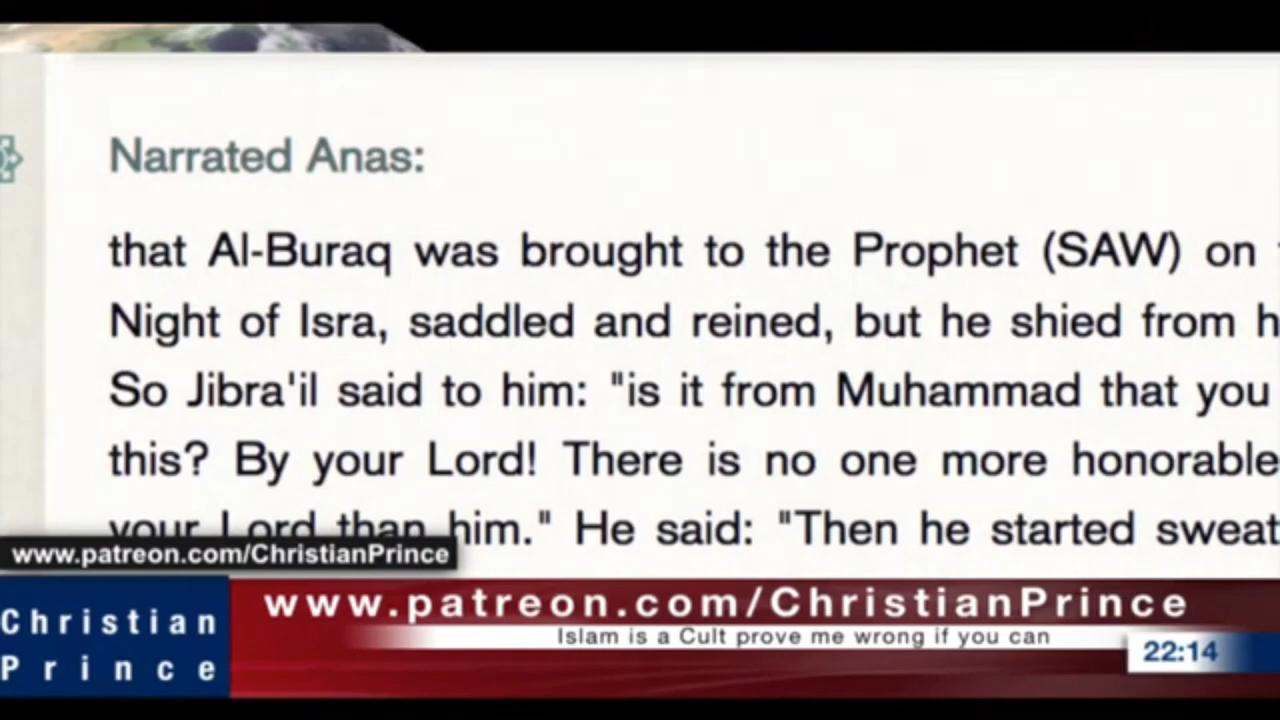 Narrated Anas:
that Al-Buraq was brought to the Prophet (SAW) on
Night of Isra, saddled and reined, but he shied from
So Jibra'il said to him: "is it from Muhammad that you
this? By your Lord! There is no one more honorable
your Lord than him." He said: "Then he started sweat
www.patreon.com/ChristianPrince
Christian
Prince
www.patreon.com/ChristianPrince
Islam is a Cult prove me wrong if you can
22:14